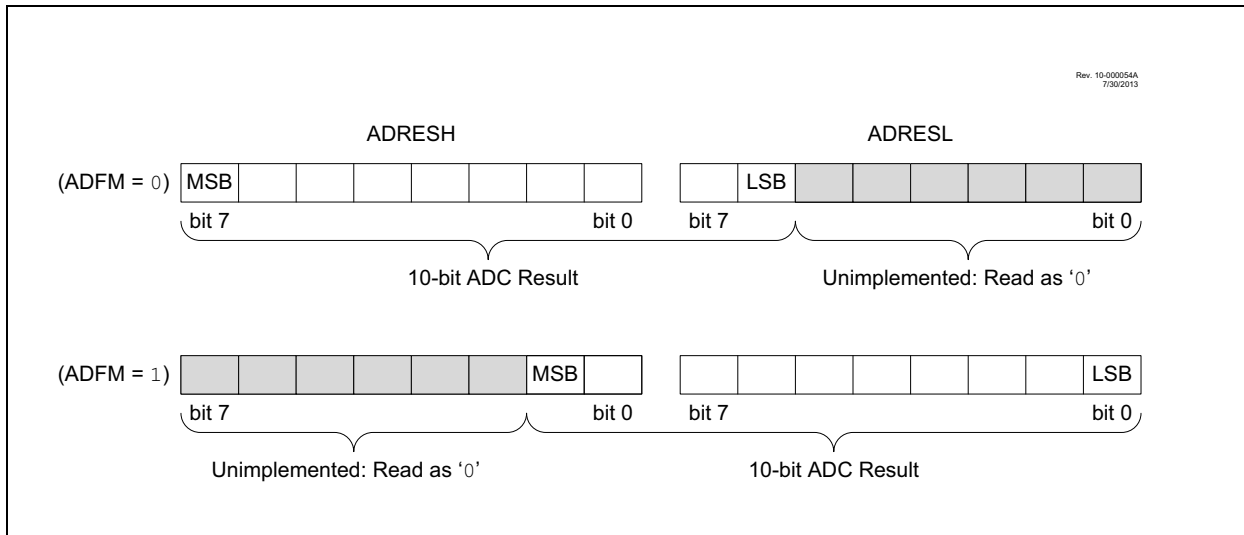 Rev. 10-000054A
7/30/2013
ADRESH ADRESL
(ADFM = 0) MSB LSB
bit 7 bit 0 bit 7 bit 0
10-bit ADC Result Unimplemented: Read as ‘0’
(ADFM = 1) MSB LSB
bit 7 bit 0 bit 7 bit 0
Unimplemented: Read as ‘0’ 10-bit ADC Result